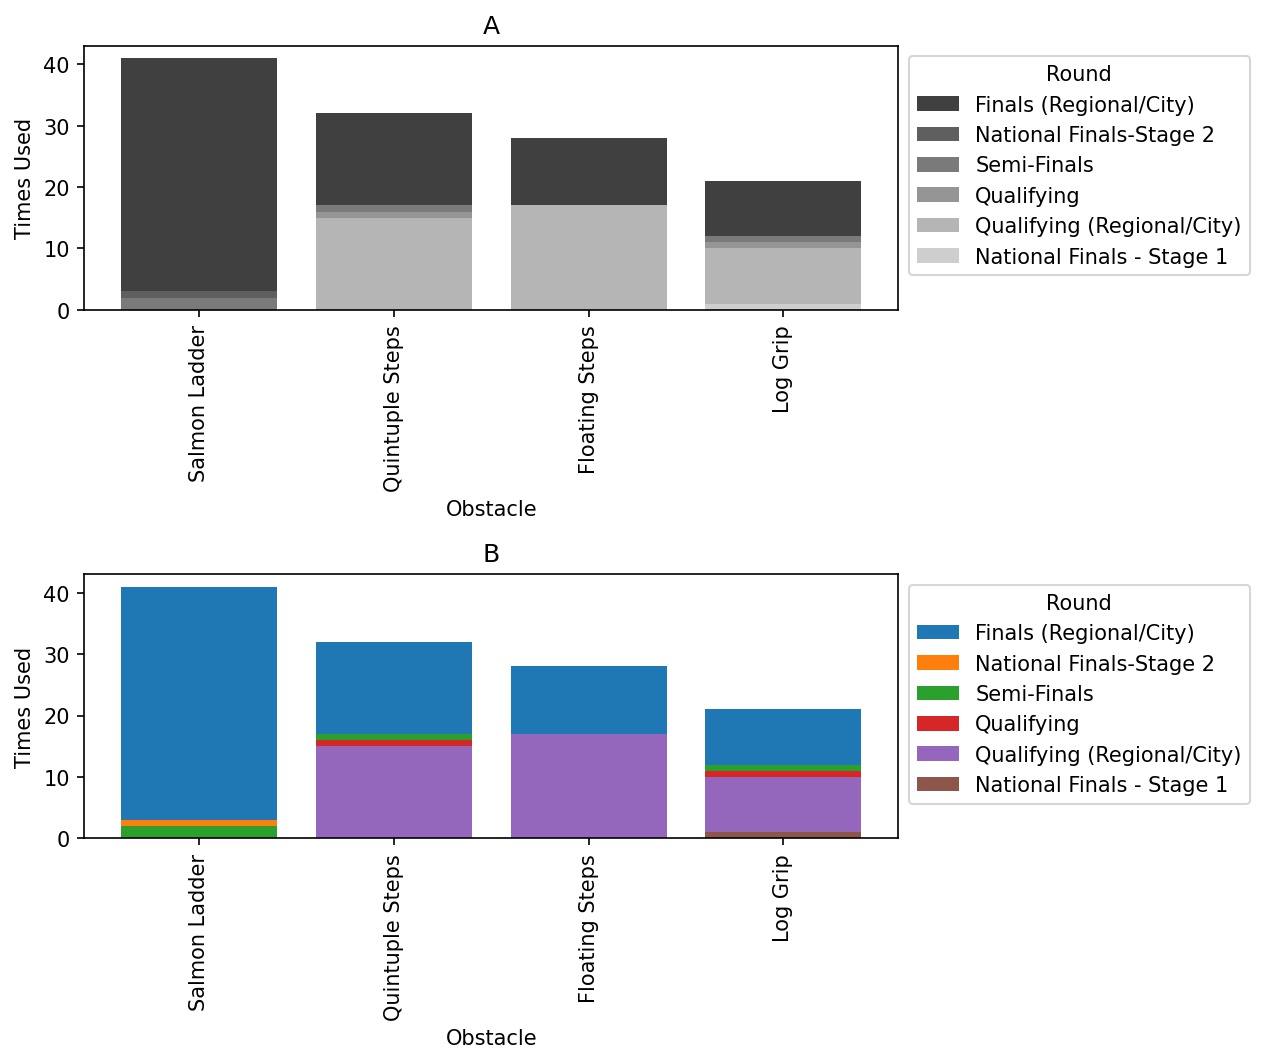 A
40
30
20
10
0
Times Used
Salmon Ladder
Quintuple Steps
Floating Steps
Log Grip
Obstacle
Round
Finals (Regional/City)
National Finals-Stage 2
Semi-Finals
Qualifying
Qualifying (Regional/City)
National Finals - Stage 1
B
40
30
20
10
0
Times Used
Salmon Ladder
Quintuple Steps
Floating Steps
Log Grip
Obstacle
Round
Finals (Regional/City)
National Finals-Stage 2
Semi-Finals
Qualifying
Qualifying (Regional/City)
National Finals - Stage 1